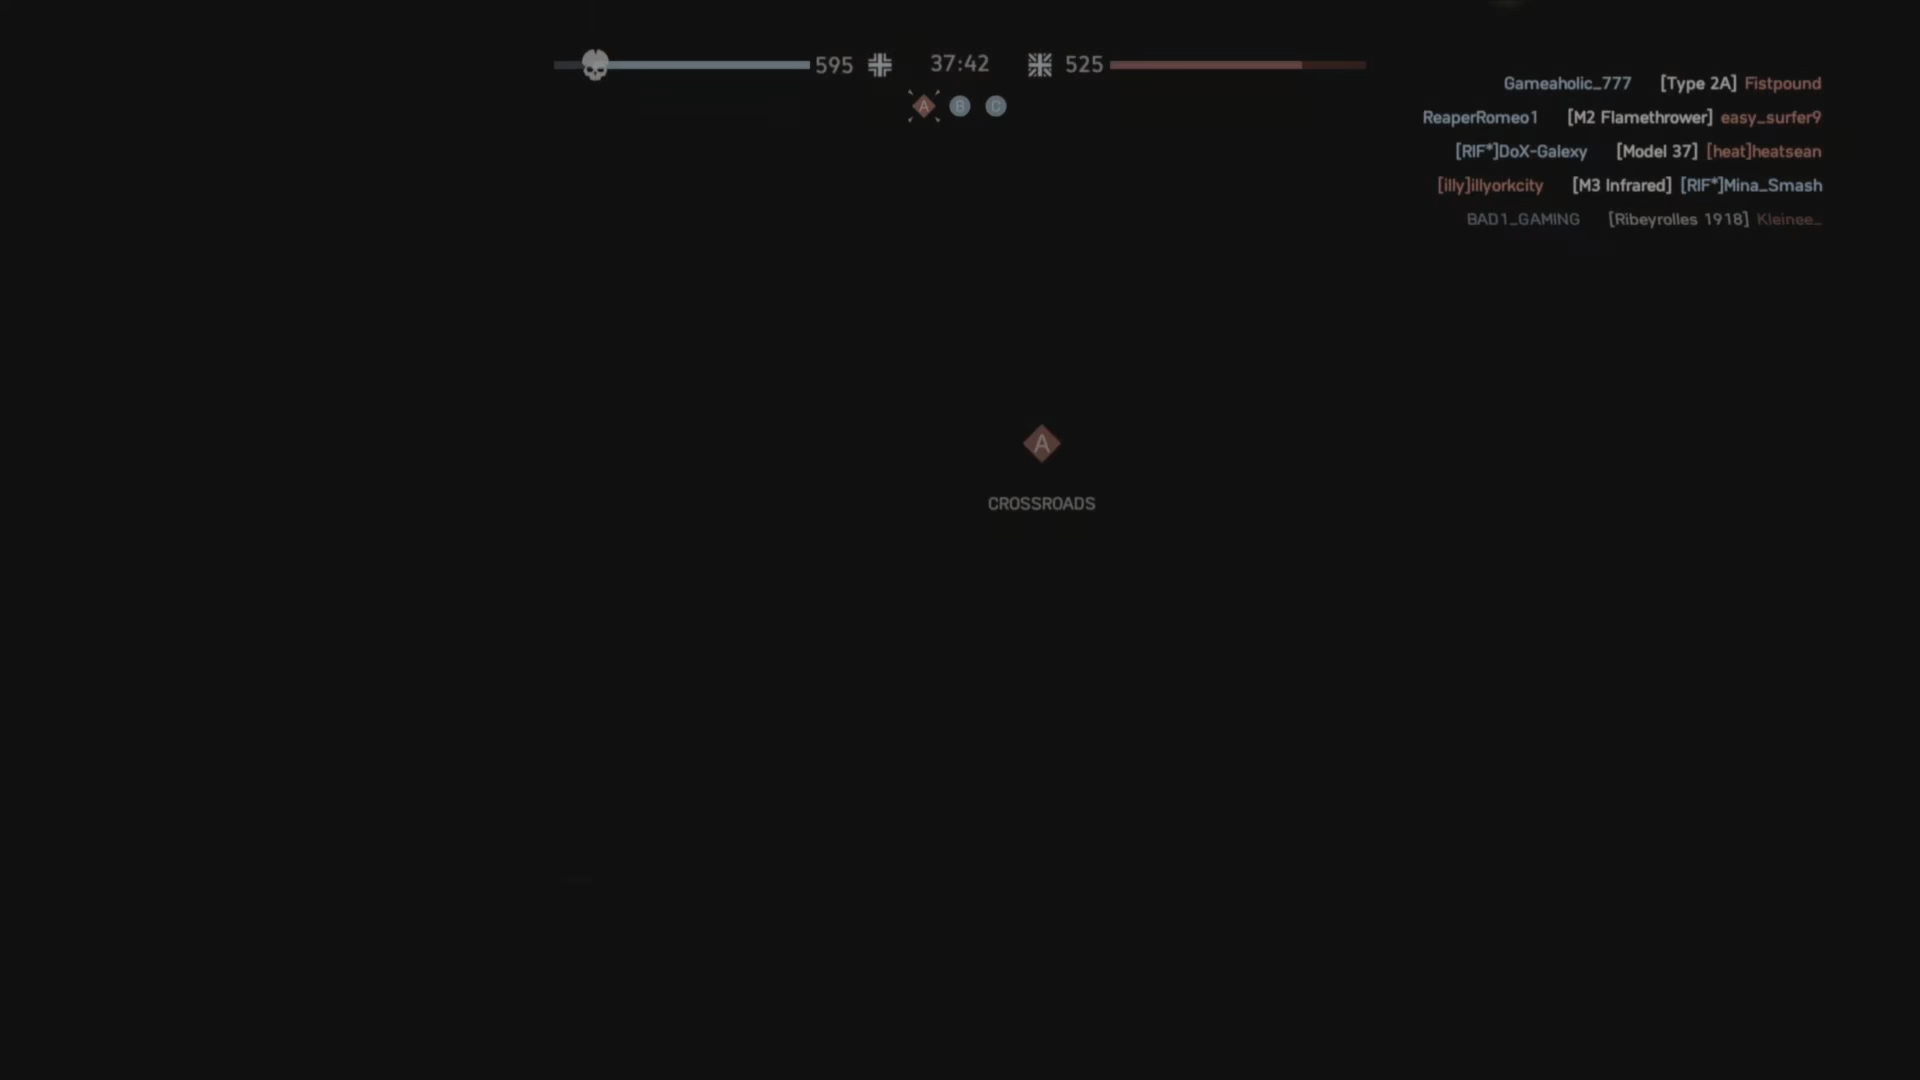 595 37:42 525
A B C
Gameaholic_777 [Type 2A] Fistpound
ReaperRomeo1 [M2 Flamethrower] easy_surfer9
[RIF*]DoX-Galexy [Model 37] [heat]heatsean
[illy]illyorkcity [M3 Infrared] [RIF*]Mina_Smash
BAD1_GAMING [Ribeyrolles 1918] Kleinee_
A
CROSSROADS